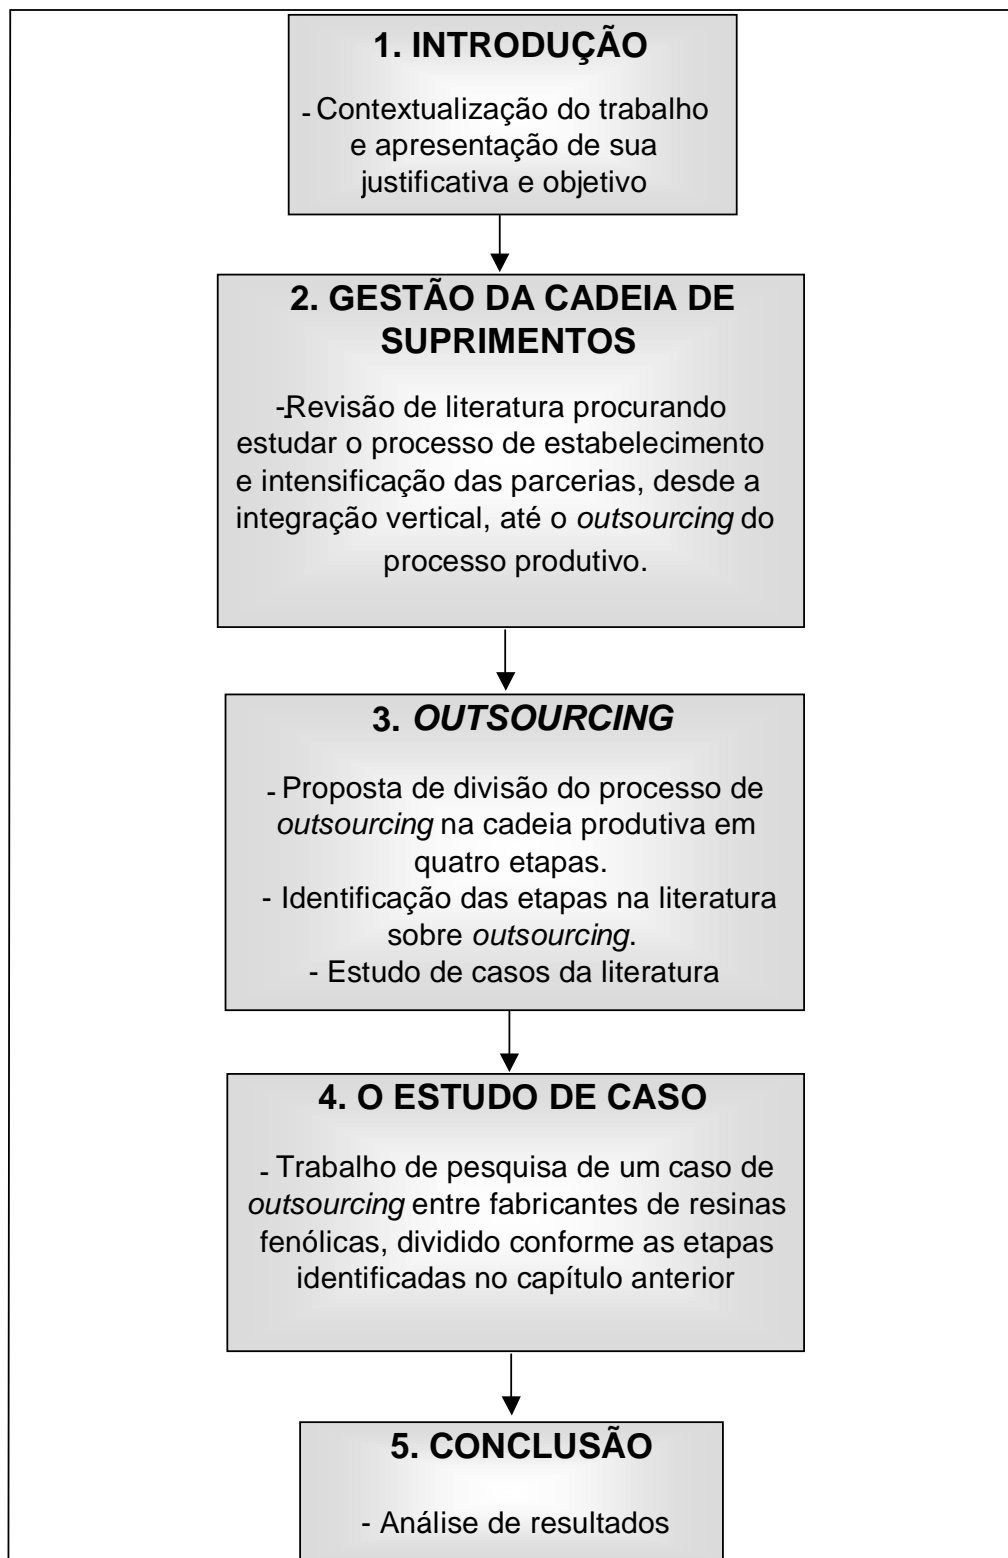 1. INTRODUÇÃO
- Contextualização do trabalho
e apresentação de sua
justificativa e objetivo
2. GESTÃO DA CADEIA DE
SUPRIMENTOS
-Revisão de literatura procurando
estudar o processo de estabelecimento
e intensificação das parcerias, desde a
integração vertical, até o outsourcing do
processo produtivo.
3. OUTSOURCING
- Proposta de divisão do processo de
outsourcing na cadeia produtiva em
quatro etapas.
- Identificação das etapas na literatura
sobre outsourcing.
- Estudo de casos da literatura
4. O ESTUDO DE CASO
- Trabalho de pesquisa de um caso de
outsourcing entre fabricantes de resinas
fenólicas, dividido conforme as etapas
identificadas no capítulo anterior
5. CONCLUSÃO
- Análise de resultados